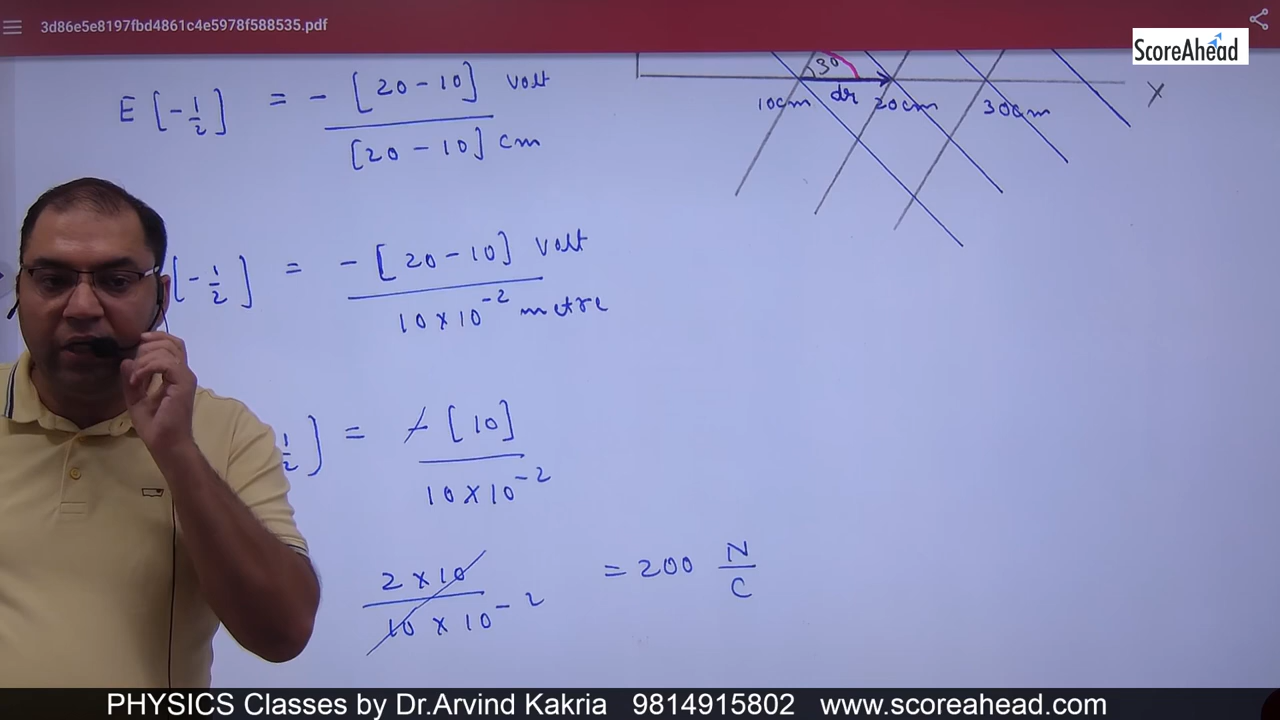 3d86e5e8197fbd4861c4e5978f588535.pdf
ScoreAhead
E [-1/2] = - [20-10] volt / [20-10] cm
30
10cm dr 20cm 30cm X
[-1/2] = - [20-10] volt / 10×10^-2 metre
1/2] = - [10] / 10×10^-2
2×10 / 10×10^-2 = 200 N/C
PHYSICS Classes by Dr.Arvind Kakria 9814915802 www.scoreahead.com